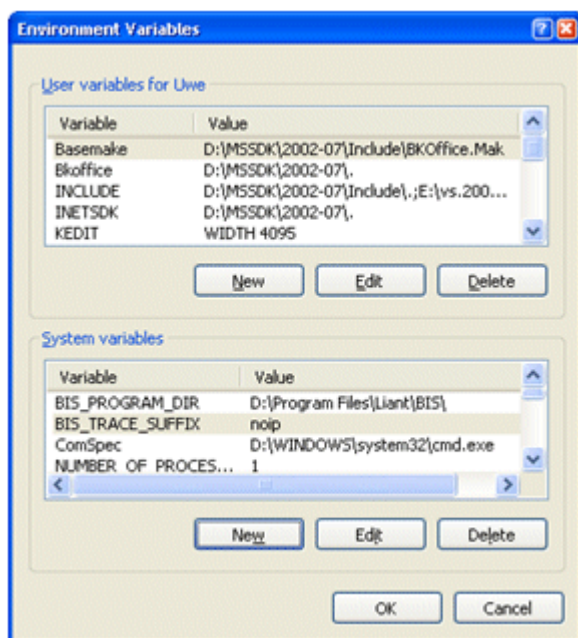 Environment Variables
User variables for Uwe
Variable Value
Basemake D:\MSSDK\2002-07\Include\BKOffice.Mak
Bkoffice D:\MSSDK\2002-07\.
INCLUDE D:\MSSDK\2002-07\Include\.;E:\vs.200...
INETSDK D:\MSSDK\2002-07\.
KEDIT WIDTH 4095
New Edit Delete
System variables
Variable Value
BIS_PROGRAM_DIR D:\Program Files\Liant\BIS\
BIS_TRACE_SUFFIX noip
ComSpec D:\WINDOWS\system32\cmd.exe
NUMBER_OF_PROCES... 1
New Edit Delete
OK Cancel